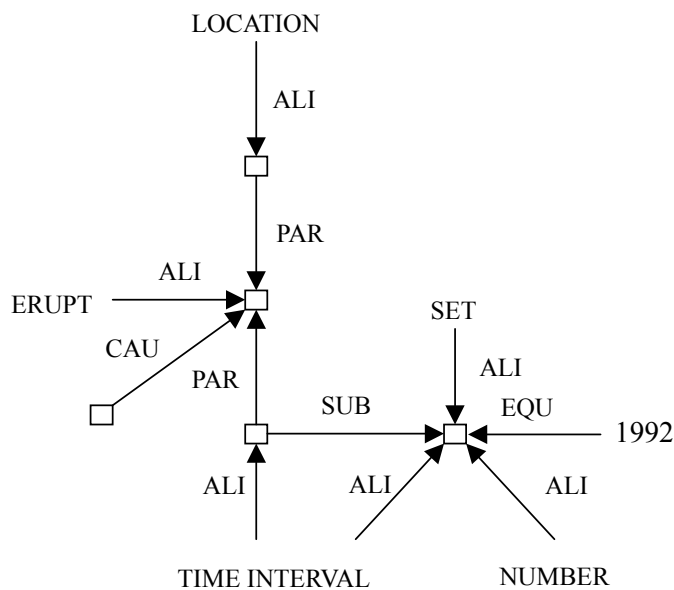 LOCATION
ALI
PAR
ALI
ERUPT
SET
CAU
ALI
PAR
SUB
EQU
1992
ALI
ALI
ALI
TIME INTERVAL
NUMBER